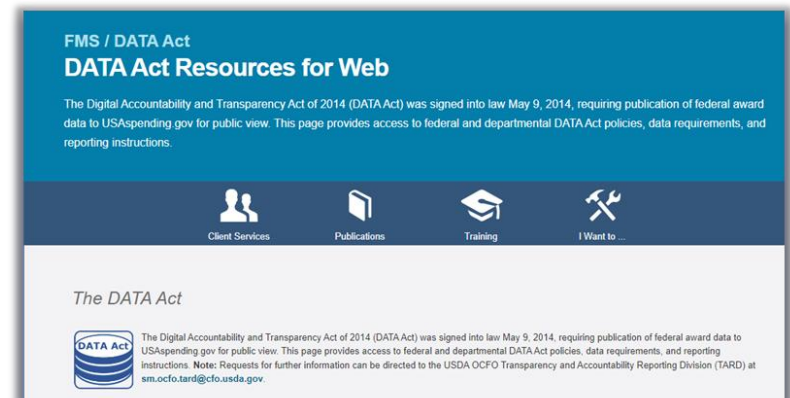 FMS / DATA Act
DATA Act Resources for Web
The Digital Accountability and Transparency Act of 2014 (DATA Act) was signed into law May 9, 2014, requiring publication of federal award
data to USAspending.gov for public view. This page provides access to federal and departmental DATA Act policies, data requirements, and
reporting instructions.
Client Services Publications Training I Want to ...
The DATA Act
DATA Act
The Digital Accountability and Transparency Act of 2014 (DATA Act) was signed into law May 9, 2014, requiring publication of federal award data to
USAspending.gov for public view. This page provides access to federal and departmental DATA Act policies, data requirements, and reporting
instructions. Note: Requests for further information can be directed to the USDA OCFO Transparency and Accountability Reporting Division (TARD) at
sm.ocfo.tard@cfo.usda.gov.